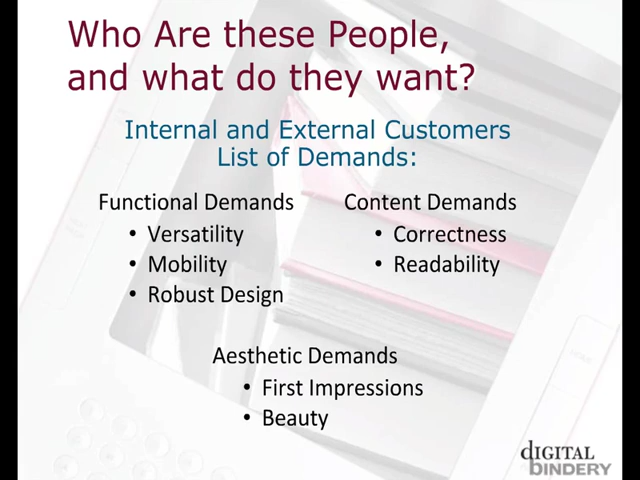 Who Are these People,
and what do they want?
Internal and External Customers
List of Demands:
Functional Demands
• Versatility
• Mobility
• Robust Design
Content Demands
• Correctness
• Readability
Aesthetic Demands
• First Impressions
• Beauty
dIGITAL
bINDERY